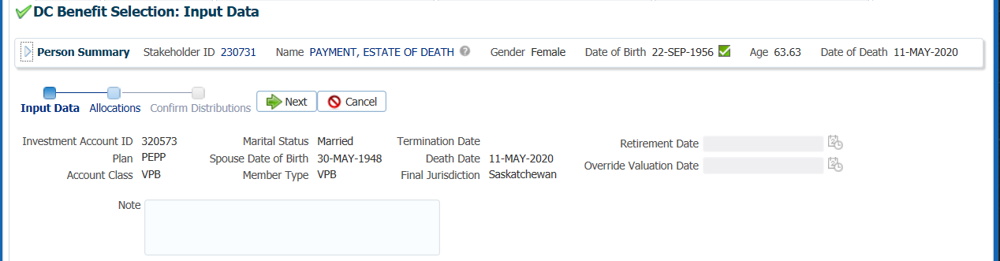 DC Benefit Selection: Input Data
Person Summary Stakeholder ID 230731 Name PAYMENT, ESTATE OF DEATH ? Gender Female Date of Birth 22-SEP-1956 Age 63.63 Date of Death 11-MAY-2020
Input Data Allocations Confirm Distributions Next Cancel
Investment Account ID 320573 Marital Status Married Termination Date Retirement Date
Plan PEPP Spouse Date of Birth 30-MAY-1948 Death Date 11-MAY-2020 Override Valuation Date
Account Class VPB Member Type VPB Final Jurisdiction Saskatchewan
Note